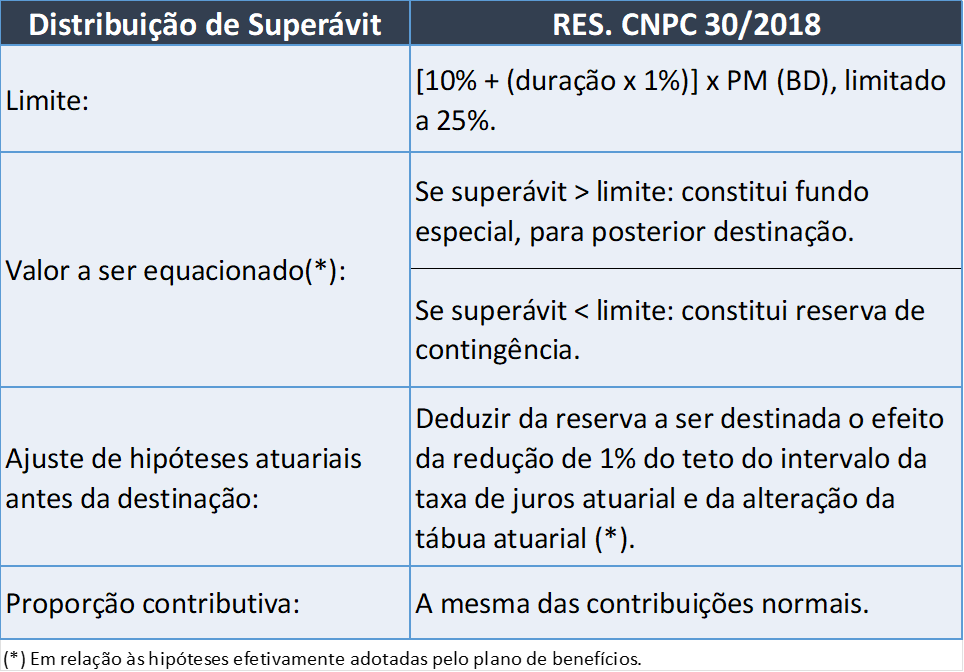 Distribuição de Superávit
RES. CNPC 30/2018
Limite:
[10% + (duração x 1%)] x PM (BD), limitado
a 25%.
Valor a ser equacionado(*):
Se superávit > limite: constitui fundo
especial, para posterior destinação.
Se superávit < limite: constitui reserva de
contingência.
Ajuste de hipóteses atuariais
antes da destinação:
Deduzir da reserva a ser destinada o efeito
da redução de 1% do teto do intervalo da
taxa de juros atuarial e da alteração da
tábua atuarial (*).
Proporção contributiva:
A mesma das contribuições normais.
(*) Em relação às hipóteses efetivamente adotadas pelo plano de benefícios.